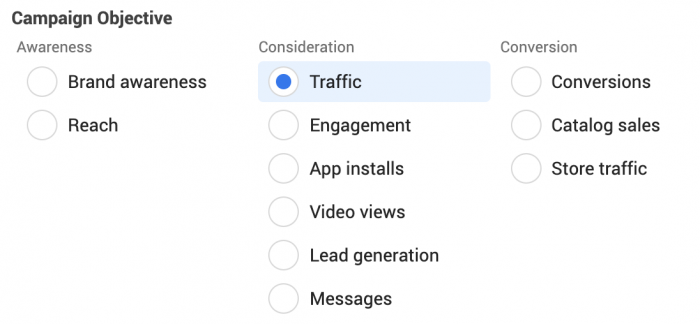 Campaign Objective
Awareness
Brand awareness
Reach
Consideration
Traffic
Engagement
App installs
Video views
Lead generation
Messages
Conversion
Conversions
Catalog sales
Store traffic